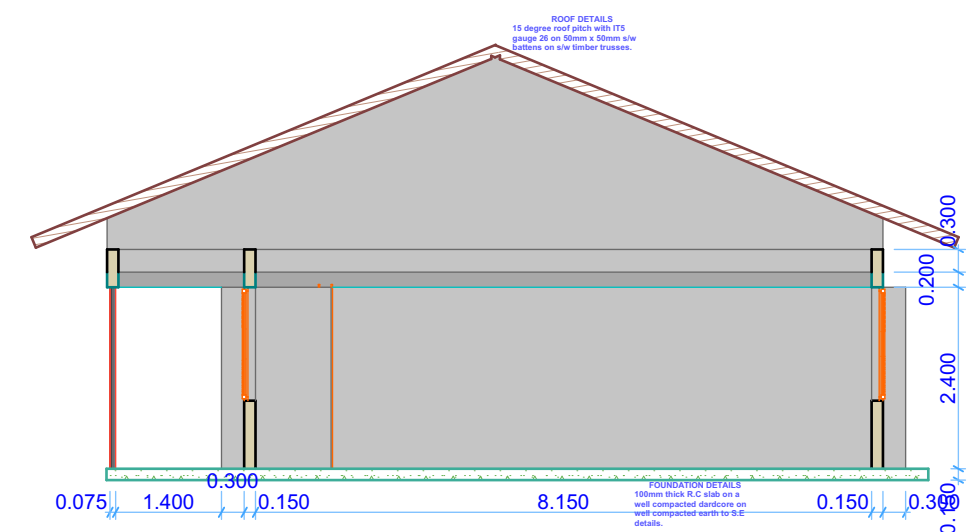 ROOF DETAILS
15 degree roof pitch with IT5
gauge 26 on 50mm x 50mm s/w
battens on s/w timber trusses.
0.300
0.200
2.400
0.150
0.300
0.075
1.400
0.150
8.150
0.150
0.300
FOUNDATION DETAILS
100mm thick R.C slab on a
well compacted dardcore on
well compacted earth to S.E
details.